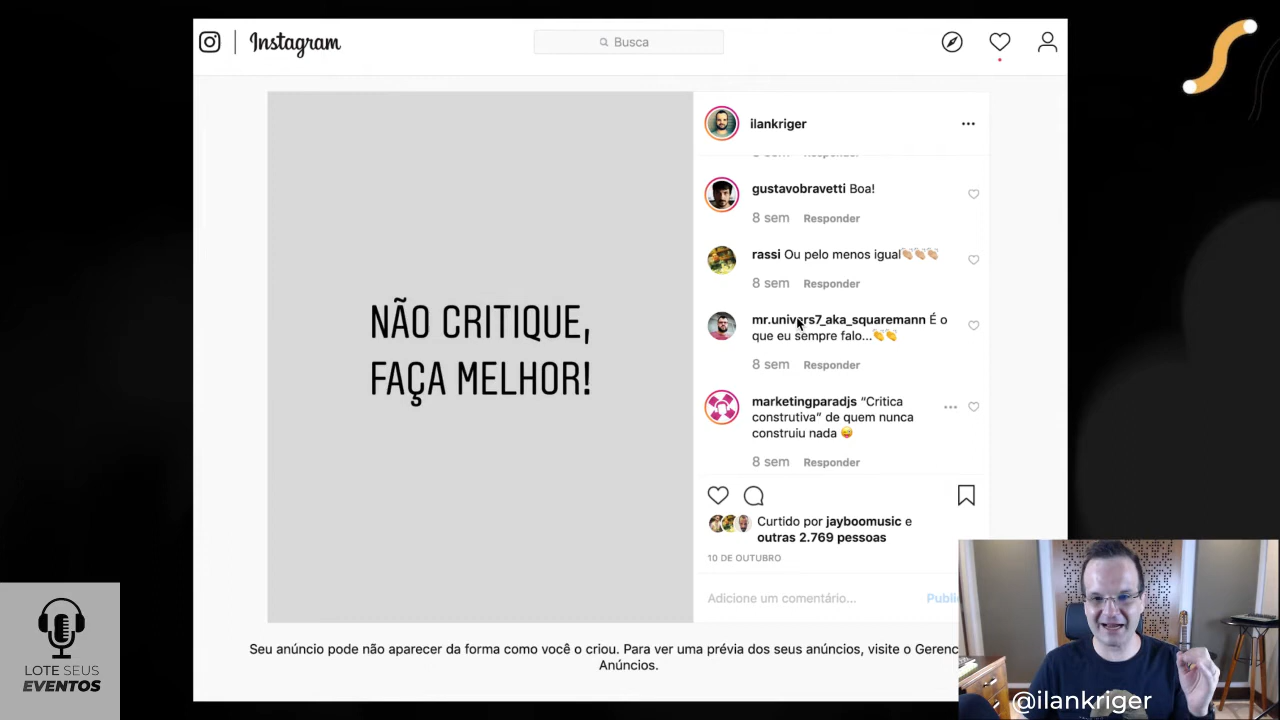 Instagram
Busca
ilankriger
gustavobravetti Boa!
8 sem Responder
rassi Ou pelo menos igual👏🏼👏🏼👏🏼
8 sem Responder
mr.univers7_aka_squaremann É o
que eu sempre falo...👏👏
8 sem Responder
marketingparadjs “Critica
construtiva” de quem nunca
construiu nada 😜
8 sem Responder
NÃO CRITIQUE,
FAÇA MELHOR!
Curtido por jayboomusic e
outras 2.769 pessoas
10 DE OUTUBRO
Adicione um comentário...
Seu anúncio pode não aparecer da forma como você o criou. Para ver uma prévia dos seus anúncios, visite o
Anúncios.
LOTE SEUS
EVENTOS
@ilankriger